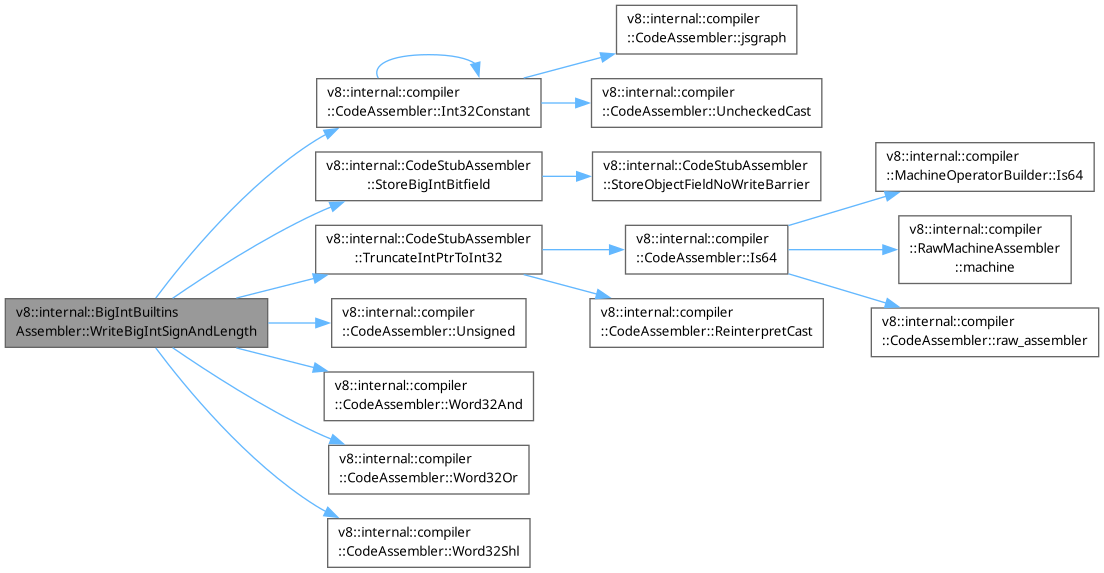 v8::internal::BigIntBuiltins
Assembler::WriteBigIntSignAndLength
v8::internal::compiler
::CodeAssembler::Int32Constant
v8::internal::compiler
::CodeAssembler::jsgraph
v8::internal::compiler
::CodeAssembler::UncheckedCast
v8::internal::CodeStubAssembler
::StoreBigIntBitfield
v8::internal::CodeStubAssembler
::StoreObjectFieldNoWriteBarrier
v8::internal::CodeStubAssembler
::TruncateIntPtrToInt32
v8::internal::compiler
::CodeAssembler::Is64
v8::internal::compiler
::MachineOperatorBuilder::Is64
v8::internal::compiler
::RawMachineAssembler
::machine
v8::internal::compiler
::CodeAssembler::raw_assembler
v8::internal::compiler
::CodeAssembler::ReinterpretCast
v8::internal::compiler
::CodeAssembler::Unsigned
v8::internal::compiler
::CodeAssembler::Word32And
v8::internal::compiler
::CodeAssembler::Word32Or
v8::internal::compiler
::CodeAssembler::Word32Shl